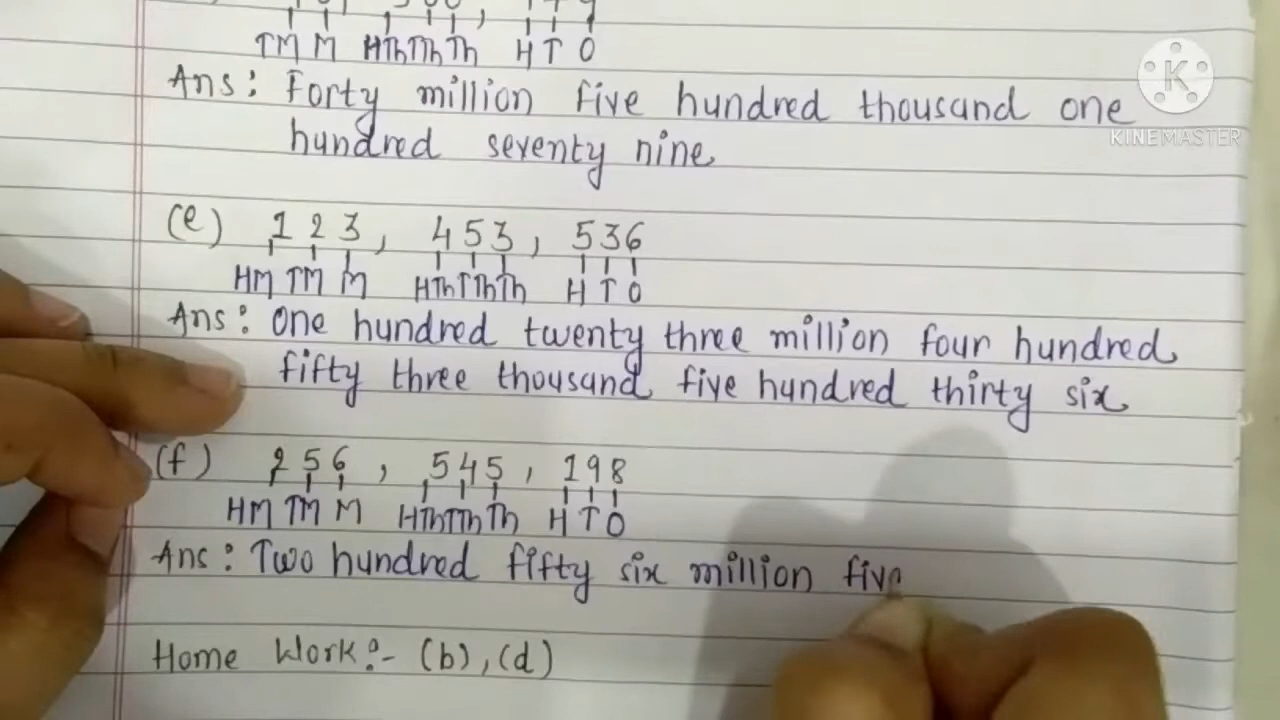 TM M HTh TTh Th H T O
Ans : Forty million five hundred thousand one
hundred seventy nine
K
KINEMASTER
(e) 123, 453, 536
HM TM M HTh TTh Th H T O
Ans : One hundred twenty three million four hundred
fifty three thousand five hundred thirty six
(f) 256, 545, 198
HM TM M HTh TTh Th H T O
Ans : Two hundred fifty six million five
Home Work :- (b), (d)